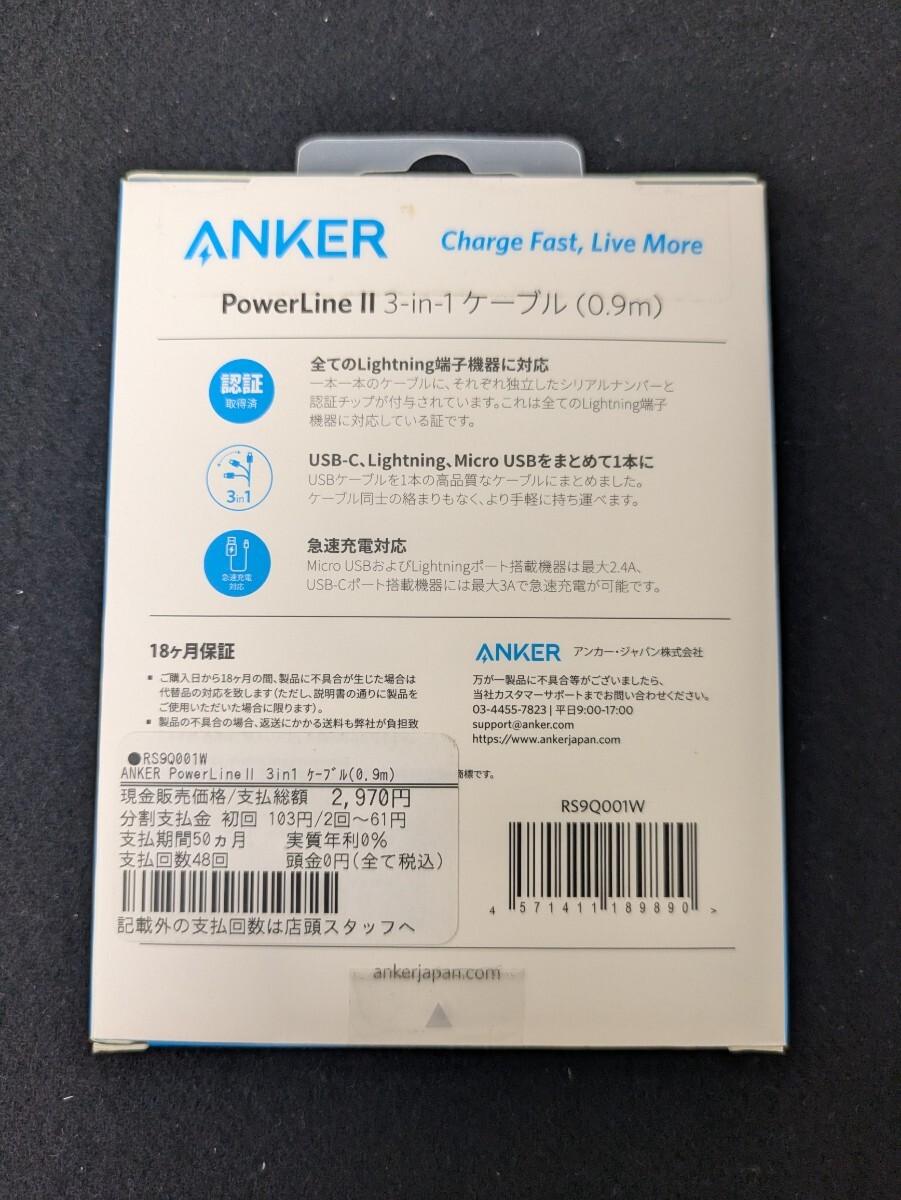 ANKER
Charge Fast, Live More
PowerLine II 3-in-1 ケーブル (0.9m)
認証
取得済
全てのLightning端子機器に対応
一本一本のケーブルに、それぞれ独立したシリアルナンバーと
認証チップが付与されています。これは全てのLightning端子
機器に対応している証です。
3in1
USB-C、Lightning、Micro USBをまとめて1本に
USBケーブルを1本の高品質なケーブルにまとめました。
ケーブル同士の絡まりもなく、より手軽に持ち運べます。
急速充電
対応
急速充電対応
Micro USBおよびLightningポート搭載機器は最大2.4A、
USB-Cポート搭載機器には最大3Aで急速充電が可能です。
18ヶ月保証
▪ ご購入日から18ヶ月の間、製品に不具合が生じた場合は
代替品の対応を致します(ただし、説明書の通りに製品を
ご使用いただいた場合に限ります)。
▪ 製品の不具合の場合、返送にかかる送料も弊社が負担致
ANKER アンカー・ジャパン株式会社
万が一製品に不具合等がございましたら、
当社カスタマーサポートまでお問い合わせください。
03-4455-7823 | 平日9:00-17:00
support@anker.com
https://www.ankerjapan.com
商標です。
●RS9Q001W
ANKER PowerLineII 3in1 ｹｰﾌﾞﾙ(0.9m)
現金販売価格/支払総額 2,970円
分割支払金 初回 103円/2回～61円
支払期間50ヵ月 実質年利0%
支払回数48回 頭金0円(全て税込)
記載外の支払回数は店頭スタッフへ
RS9Q001W
4 571411 189890 >
ankerjapan.com